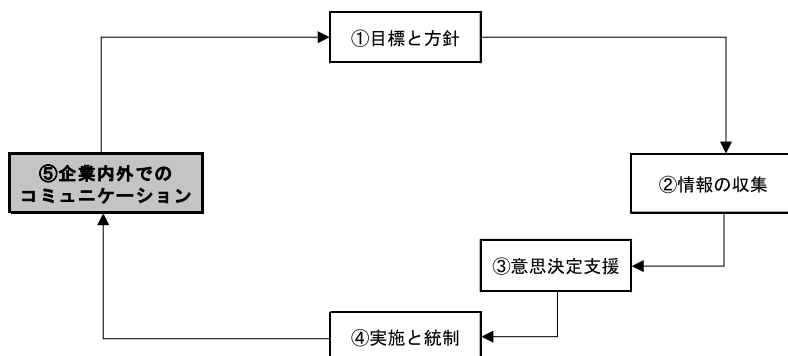 ①目標と方針
⑤企業内外での
コミュニケーション
②情報の収集
③意思決定支援
④実施と統制